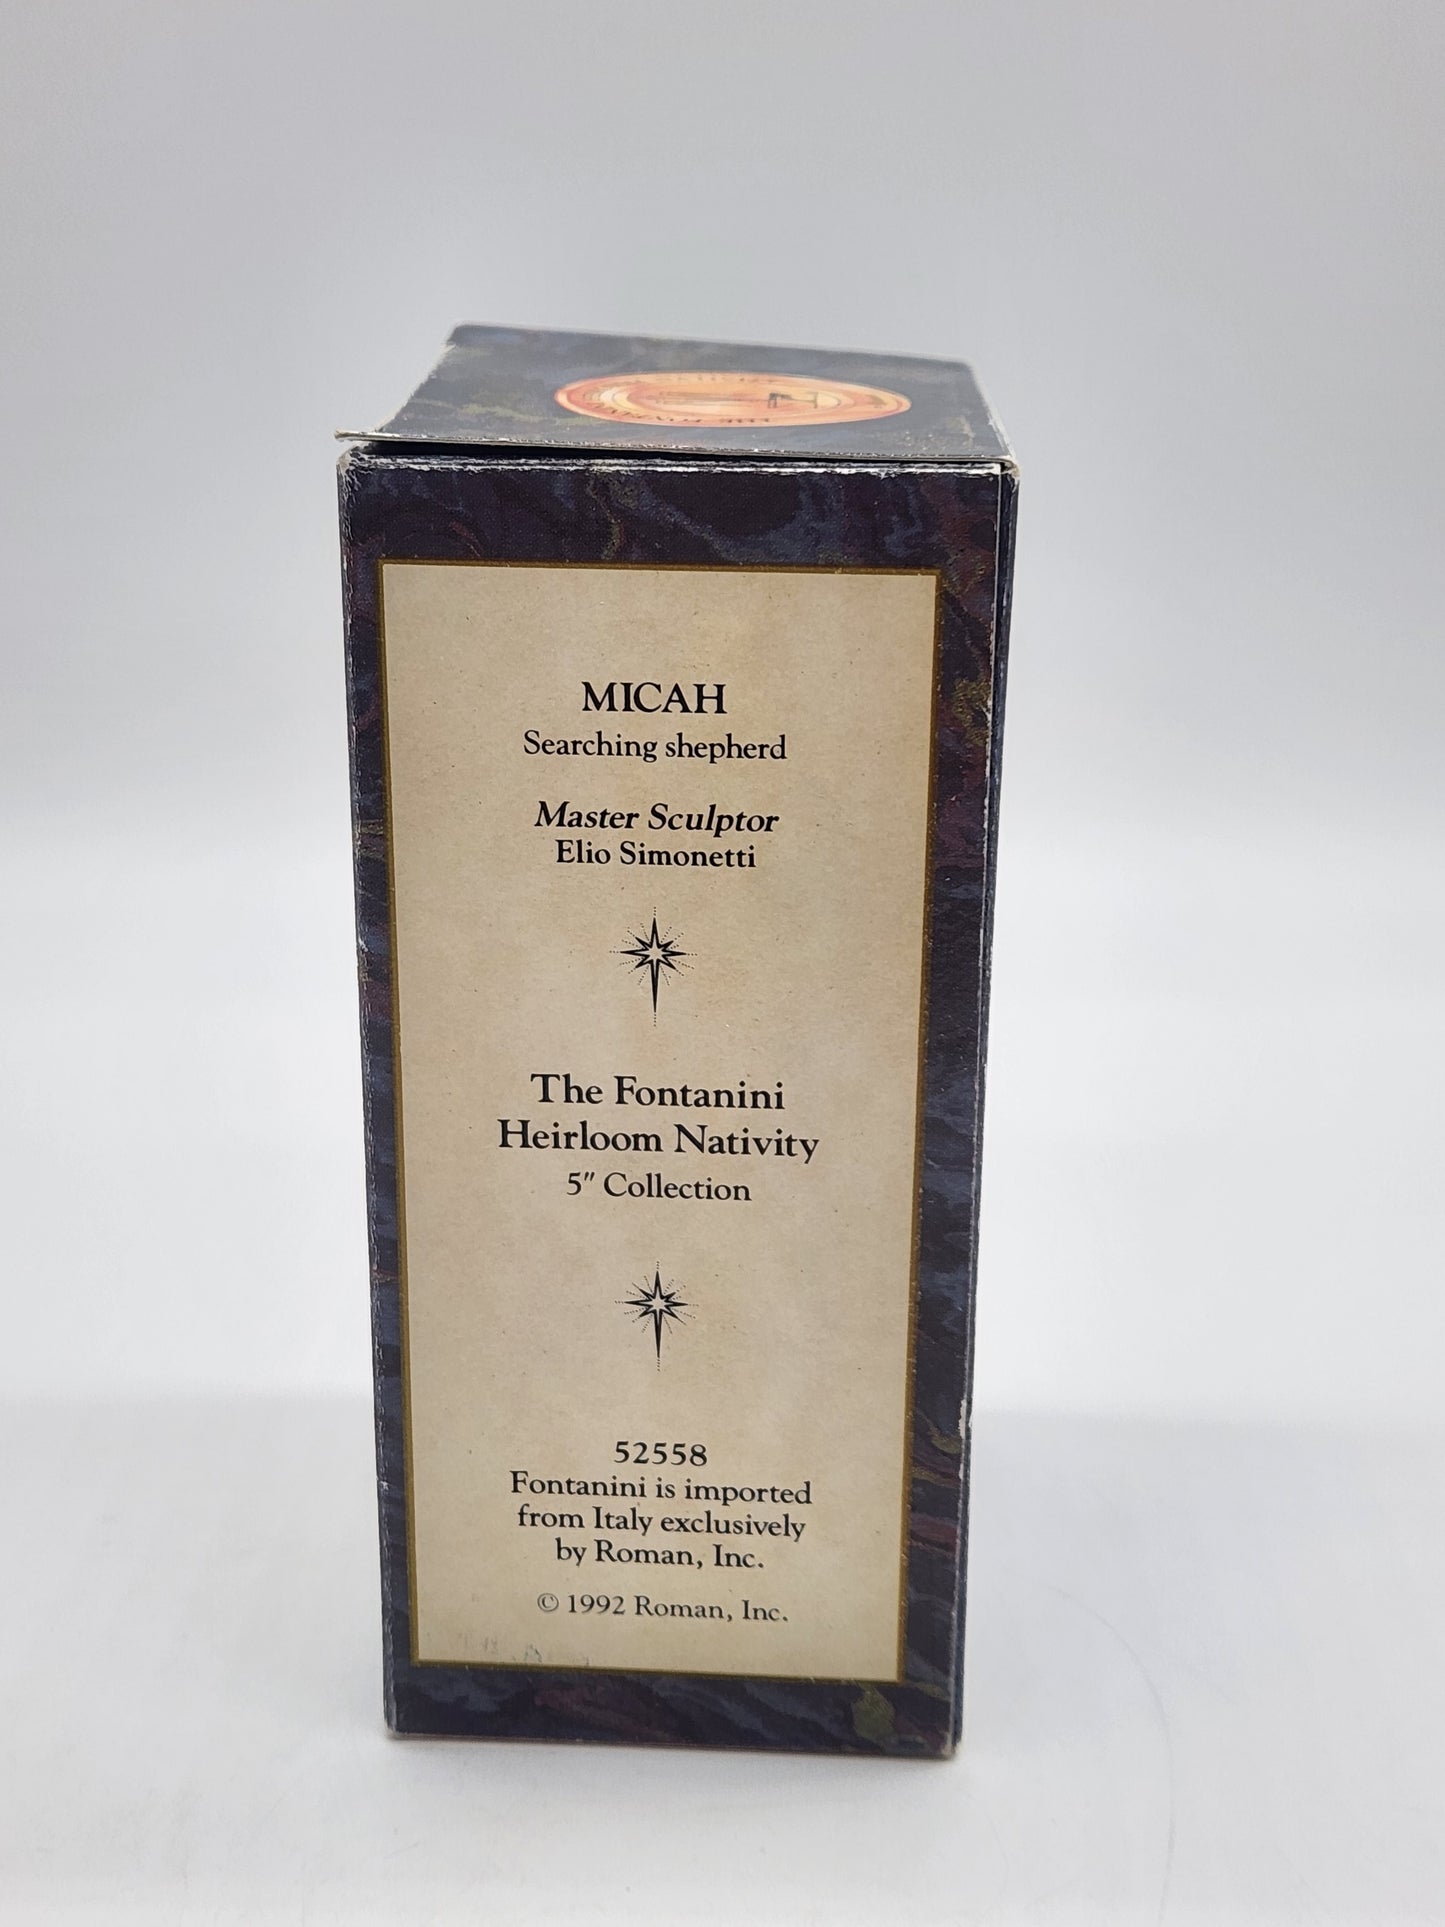 MICAH
Searching shepherd
Master Sculptor
Elio Simonetti
The Fontanini
Heirloom Nativity
5" Collection
52558
Fontanini is imported
from Italy exclusively
by Roman, Inc.
© 1992 Roman, Inc.